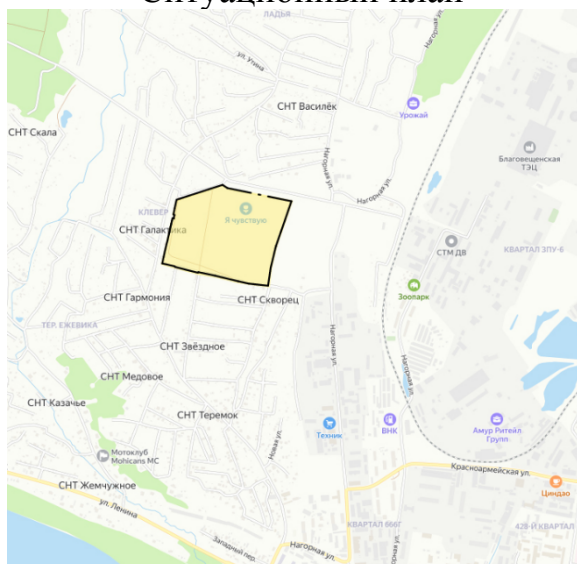 Ситуационный план
ЛАДЬЯ
ул. Утина
Нагорная ул.
СНТ Василёк
Урожай
СНТ Скала
Благовещенская
ТЭЦ
Нагорная ул.
Нагорная ул.
КЛЕВЕР
Я чувствую
СНТ Галактика
СТМ ДВ
КВАРТАЛ ЗПУ-6
Зоопарк
СНТ Гармония
СНТ Скворец
ТЕР. ЕЖЕВИКА
СНТ Звёздное
Нагорная ул.
Нагорная ул.
СНТ Медовое
СНТ Казачье
СНТ Теремок
Техник
ВНК
Амур Ритейл
Групп
Новая ул.
Мотоклуб
Mohicans MC
Красноармейская ул.
СНТ Жемчужное
Циндао
ул. Ленина
КВАРТАЛ 666Г
428-Й КВАРТАЛ
Западный пер.
Нагорная ул.